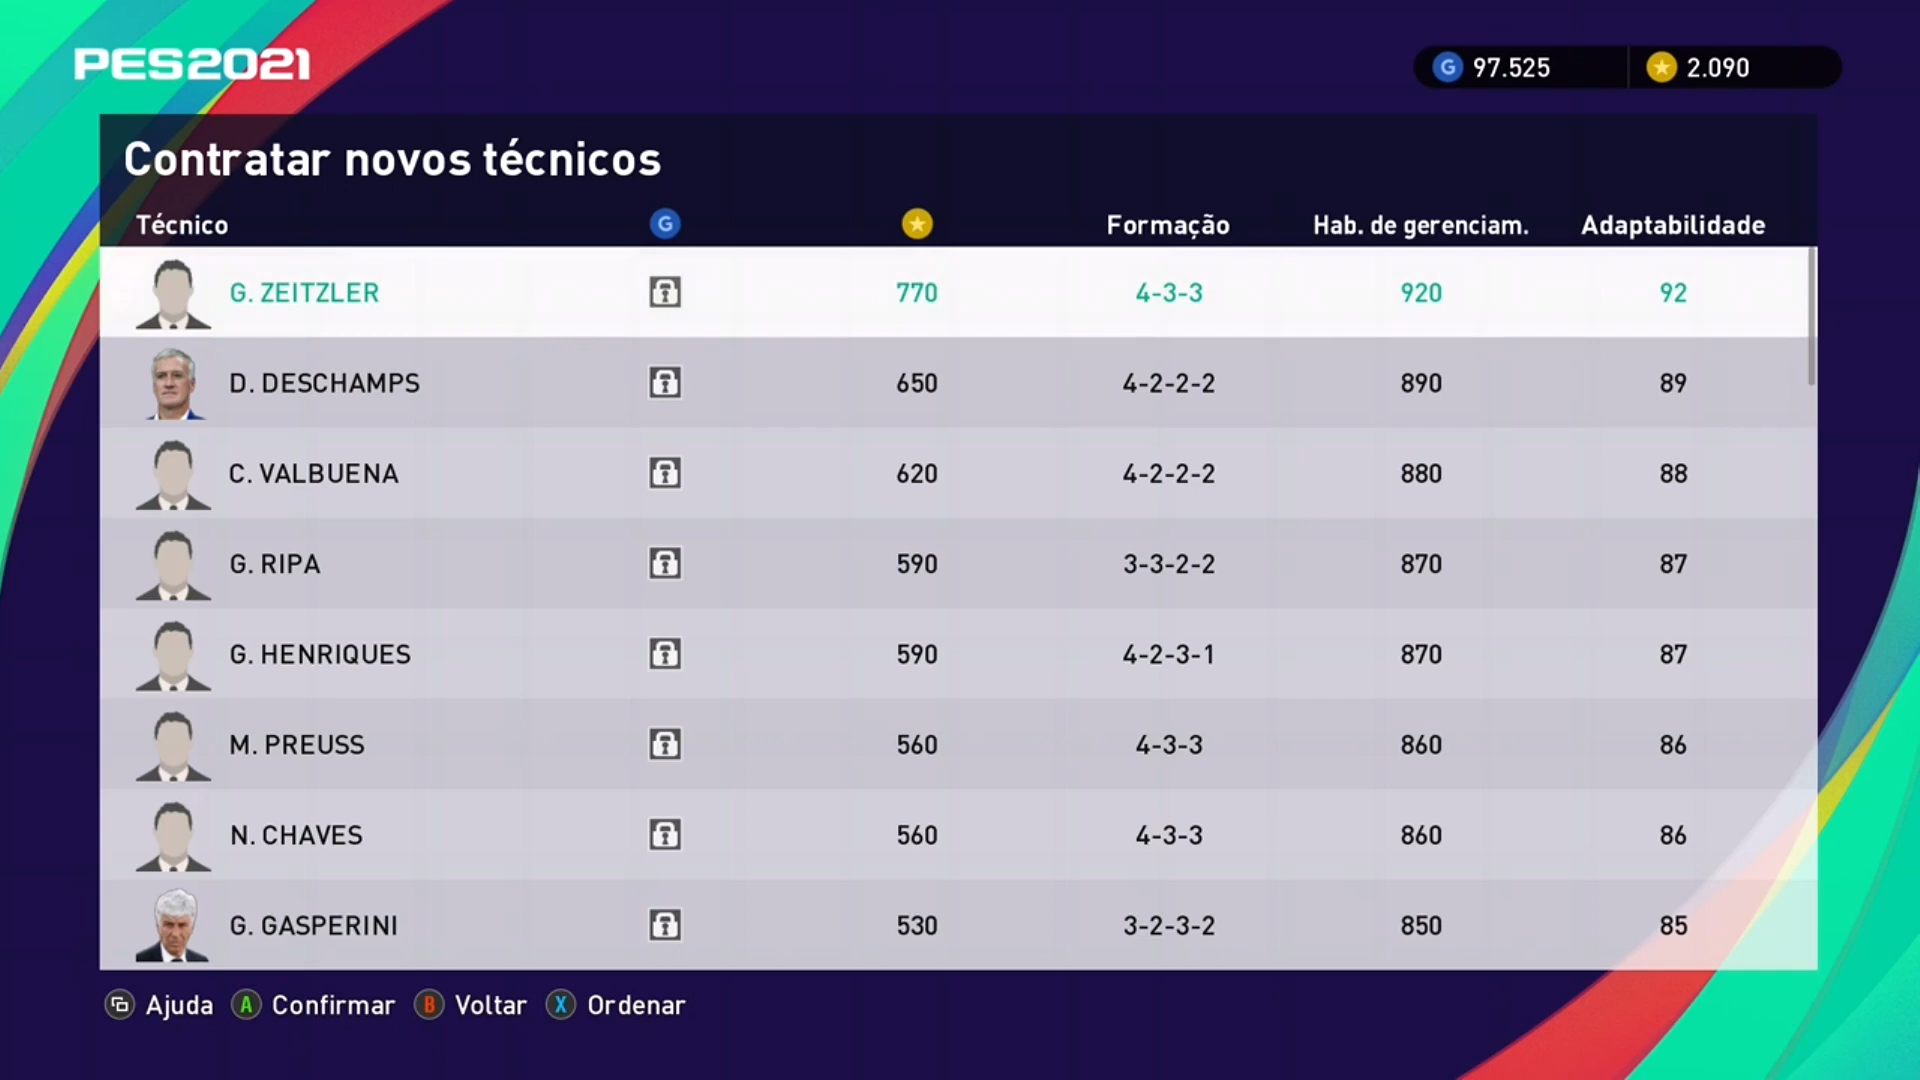 PES2021
G 97.525 2.090
Contratar novos técnicos
Técnico G Formação Hab. de gerenciam. Adaptabilidade
G. ZEITZLER 770 4-3-3 920 92
D. DESCHAMPS 650 4-2-2-2 890 89
C. VALBUENA 620 4-2-2-2 880 88
G. RIPA 590 3-3-2-2 870 87
G. HENRIQUES 590 4-2-3-1 870 87
M. PREUSS 560 4-3-3 860 86
N. CHAVES 560 4-3-3 860 86
G. GASPERINI 530 3-2-3-2 850 85
Ajuda A Confirmar B Voltar X Ordenar